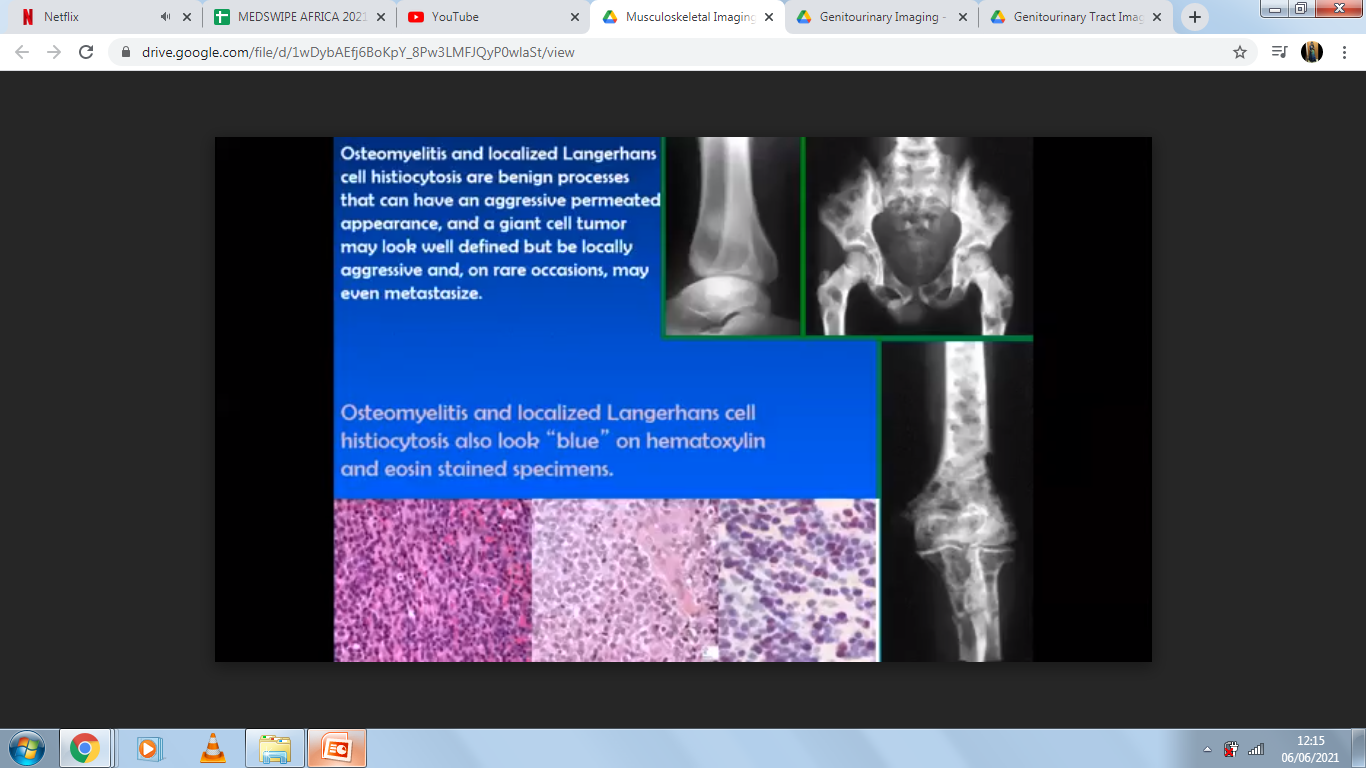 Netflix
MEDSWIPE AFRICA 2021
YouTube
Musculoskeletal Imaging
Genitourinary Imaging -
Genitourinary Tract Imag
drive.google.com/file/d/1wDybAEfj6BoKpY_8Pw3LMFJQyP0wIaSt/view
Osteomyelitis and localized Langerhans
cell histiocytosis are benign processes
that can have an aggressive permeated
appearance, and a giant cell tumor
may look well defined but be locally
aggressive and, on rare occasions, may
even metastasize.
Osteomyelitis and localized Langerhans cell
histiocytosis also look “blue” on hematoxylin
and eosin stained specimens.
12:15
06/06/2021